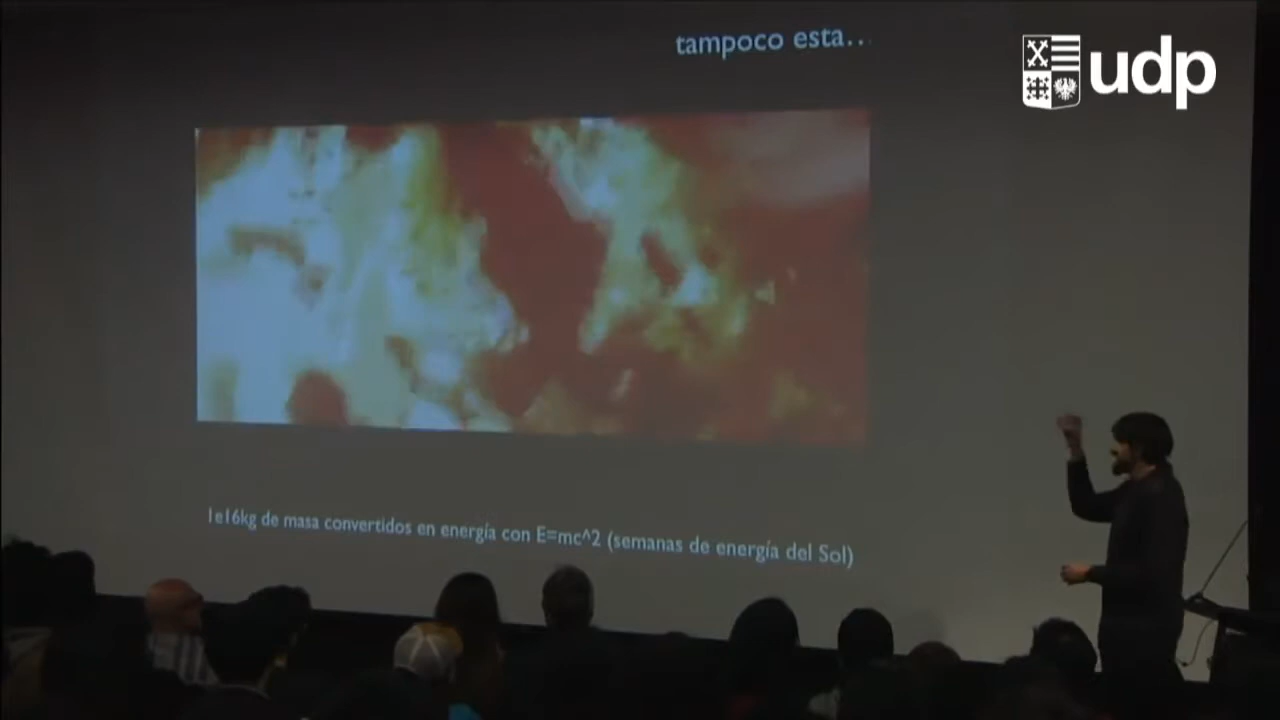 tampoco esta...
udp
1e16kg de masa convertidos en energía con E=mc^2 (semanas de energía del Sol)